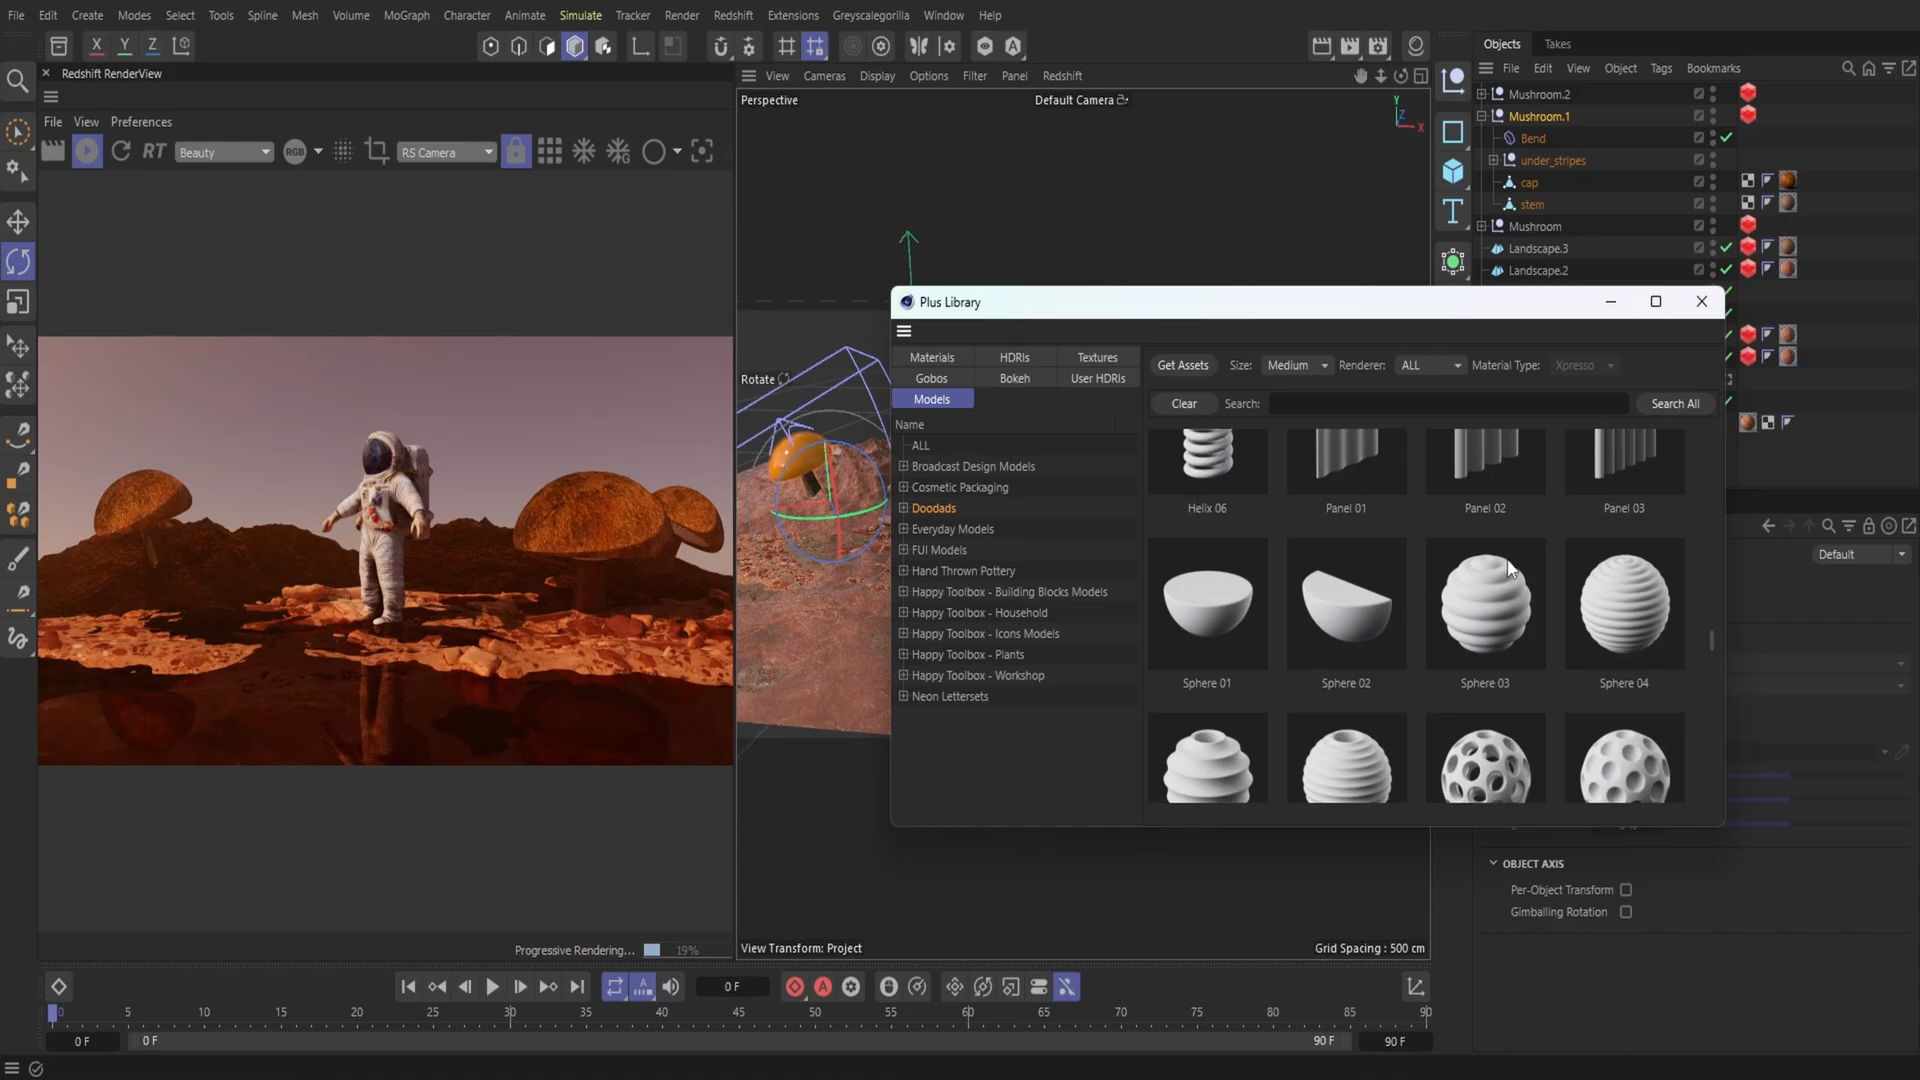 File Edit Create Modes Select Tools Spline Mesh Volume MoGraph Character Animate Simulate Tracker Render Redshift Extensions Greyscalegorilla Window Help
X Y Z
Objects Takes
Redshift RenderView
View Cameras Display Options Filter Panel Redshift
File Edit View Object Tags Bookmarks
Perspective
Default Camera
Y
Z
X
Mushroom.2
Mushroom.1
Bend
under_stripes
cap
stem
Mushroom
Landscape.3
Landscape.2
File View Preferences
RT Beauty RGB RS Camera
Plus Library
Materials HDRIs Textures
Gobos Bokeh User HDRIs
Models
Get Assets Size: Medium Renderer: ALL Material Type: Xpresso
Clear Search: Search All
Rotate
Name
ALL
Broadcast Design Models
Cosmetic Packaging
Doodads
Everyday Models
FUI Models
Hand Thrown Pottery
Happy Toolbox - Building Blocks Models
Happy Toolbox - Household
Happy Toolbox - Icons Models
Happy Toolbox - Plants
Happy Toolbox - Workshop
Neon Lettersets
Helix 06 Panel 01 Panel 02 Panel 03
Sphere 01 Sphere 02 Sphere 03 Sphere 04
Default
OBJECT AXIS
Per-Object Transform
Gimballing Rotation
Progressive Rendering... 19%
View Transform: Project
Grid Spacing : 500 cm
0 F
0 5 10 15 20 25 30 35 40 45 50 55 60 65 70 75 80 85 90
0 F 0 F 90 F 90 F